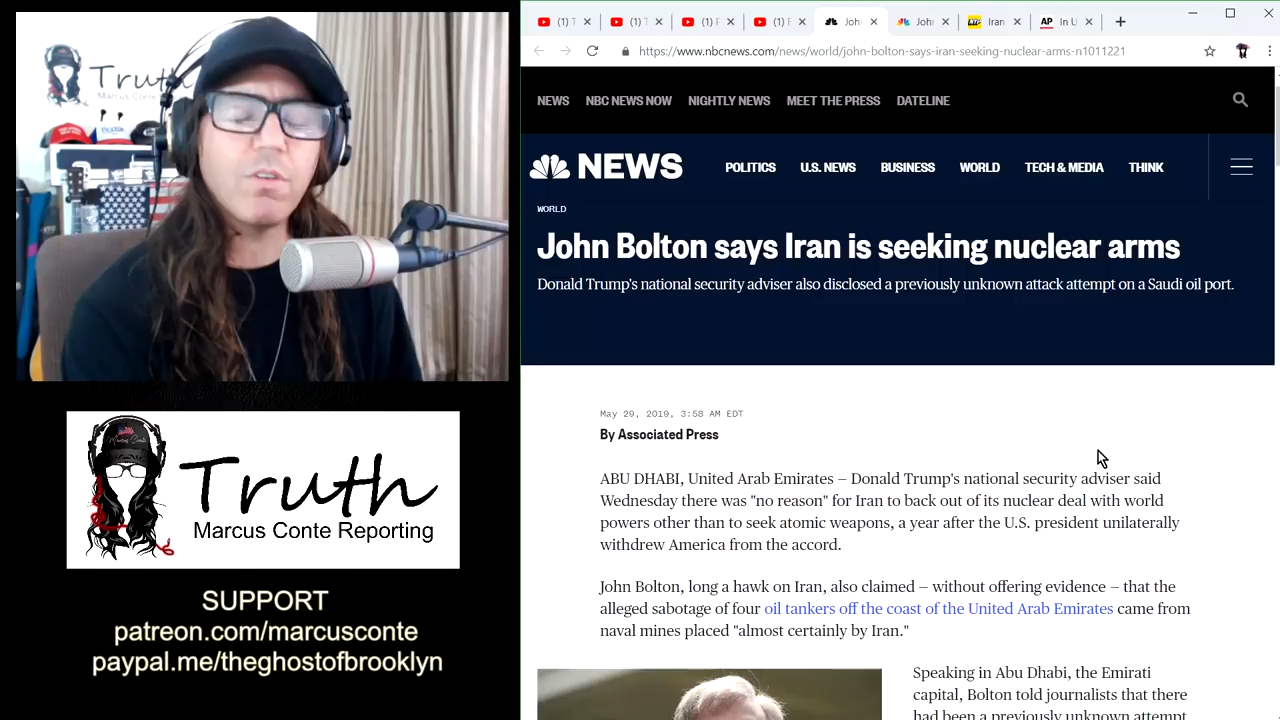 Truth
Marcus Conte
Truth
Marcus Conte Reporting
SUPPORT
patreon.com/marcusconte
paypal.me/theghostofbrooklyn
https://www.nbcnews.com/news/world/john-bolton-says-iran-seeking-nuclear-arms-n1011221
NEWS NBC NEWS NOW NIGHTLY NEWS MEET THE PRESS DATELINE
NEWS POLITICS U.S. NEWS BUSINESS WORLD TECH & MEDIA THINK
WORLD
John Bolton says Iran is seeking nuclear arms
Donald Trump's national security adviser also disclosed a previously unknown attack attempt on a Saudi oil port.
May 29, 2019, 3:58 AM EDT
By Associated Press
ABU DHABI, United Arab Emirates — Donald Trump's national security adviser said
Wednesday there was "no reason" for Iran to back out of its nuclear deal with world
powers other than to seek atomic weapons, a year after the U.S. president unilaterally
withdrew America from the accord.
John Bolton, long a hawk on Iran, also claimed — without offering evidence — that the
alleged sabotage of four oil tankers off the coast of the United Arab Emirates came from
naval mines placed "almost certainly by Iran."
Speaking in Abu Dhabi, the Emirati
capital, Bolton told journalists that there
had been a previously unknown attempt